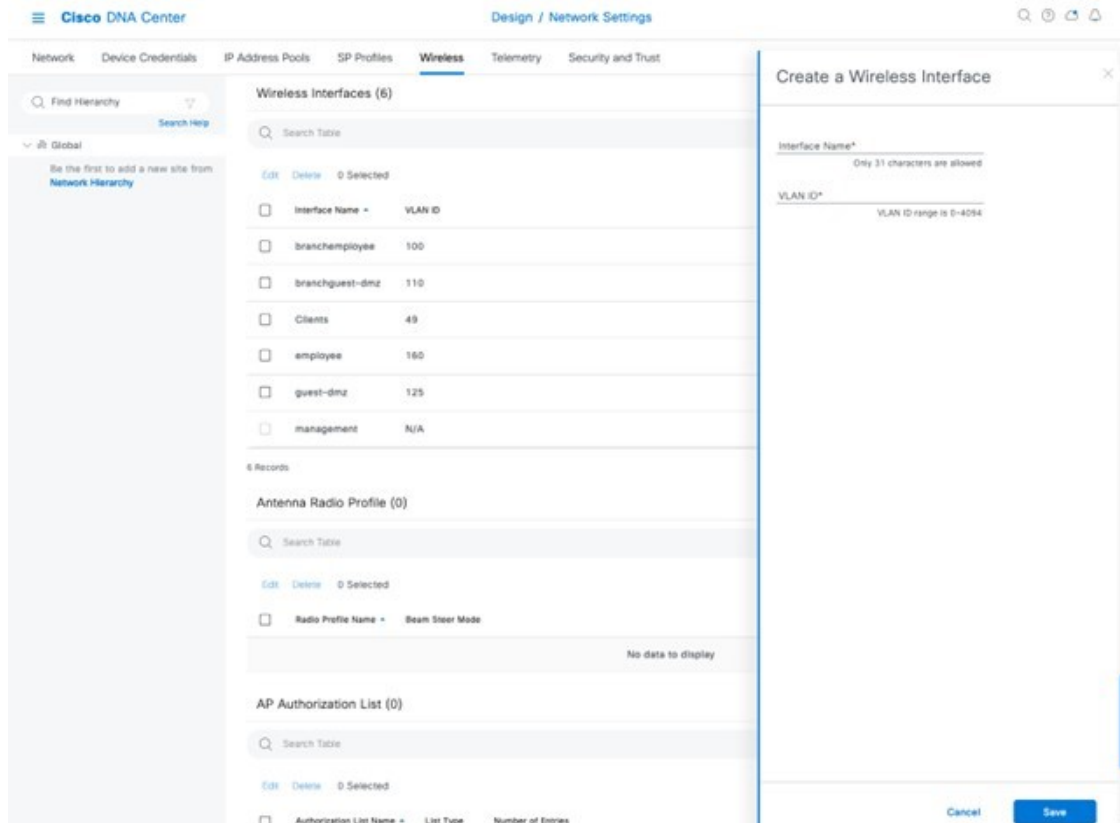 Cisco DNA Center
Design / Network Settings
Network Device Credentials IP Address Pools SP Profiles Wireless Telemetry Security and Trust
Find Hierarchy
Search Help
Global
Be the first to add a new site from
Network Hierarchy
Wireless Interfaces (6)
Search Table
Edit Delete 0 Selected
Interface Name VLAN ID
branchemployee 100
branchguest-dmz 110
Clients 49
employee 160
guest-dmz 125
management N/A
6 Records
Antenna Radio Profile (0)
Search Table
Edit Delete 0 Selected
Radio Profile Name Beam Steer Mode
No data to display
AP Authorization List (0)
Search Table
Edit Delete 0 Selected
Authorization List Name List Type Number of Entries
Create a Wireless Interface
Interface Name*
Only 31 characters are allowed
VLAN ID*
VLAN ID range is 0-4094
Cancel Save